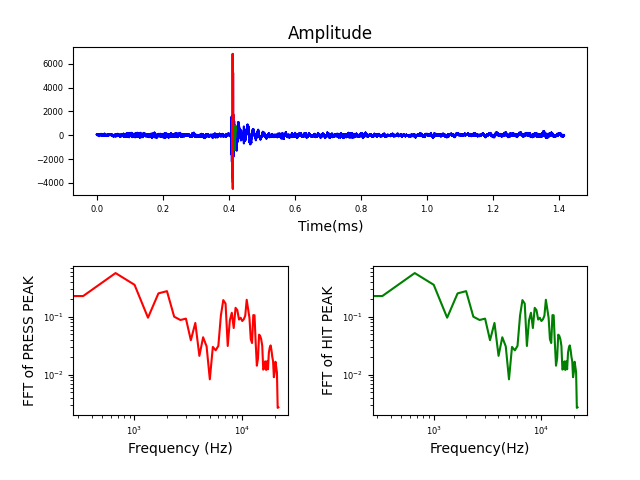 Amplitude
6000
4000
2000
0
−2000
−4000
0.0 0.2 0.4 0.6 0.8 1.0 1.2 1.4
Time(ms)
FFT of PRESS PEAK
10⁻¹
10⁻²
10³ 10⁴
Frequency (Hz)
FFT of HIT PEAK
10⁻¹
10⁻²
10³ 10⁴
Frequency(Hz)